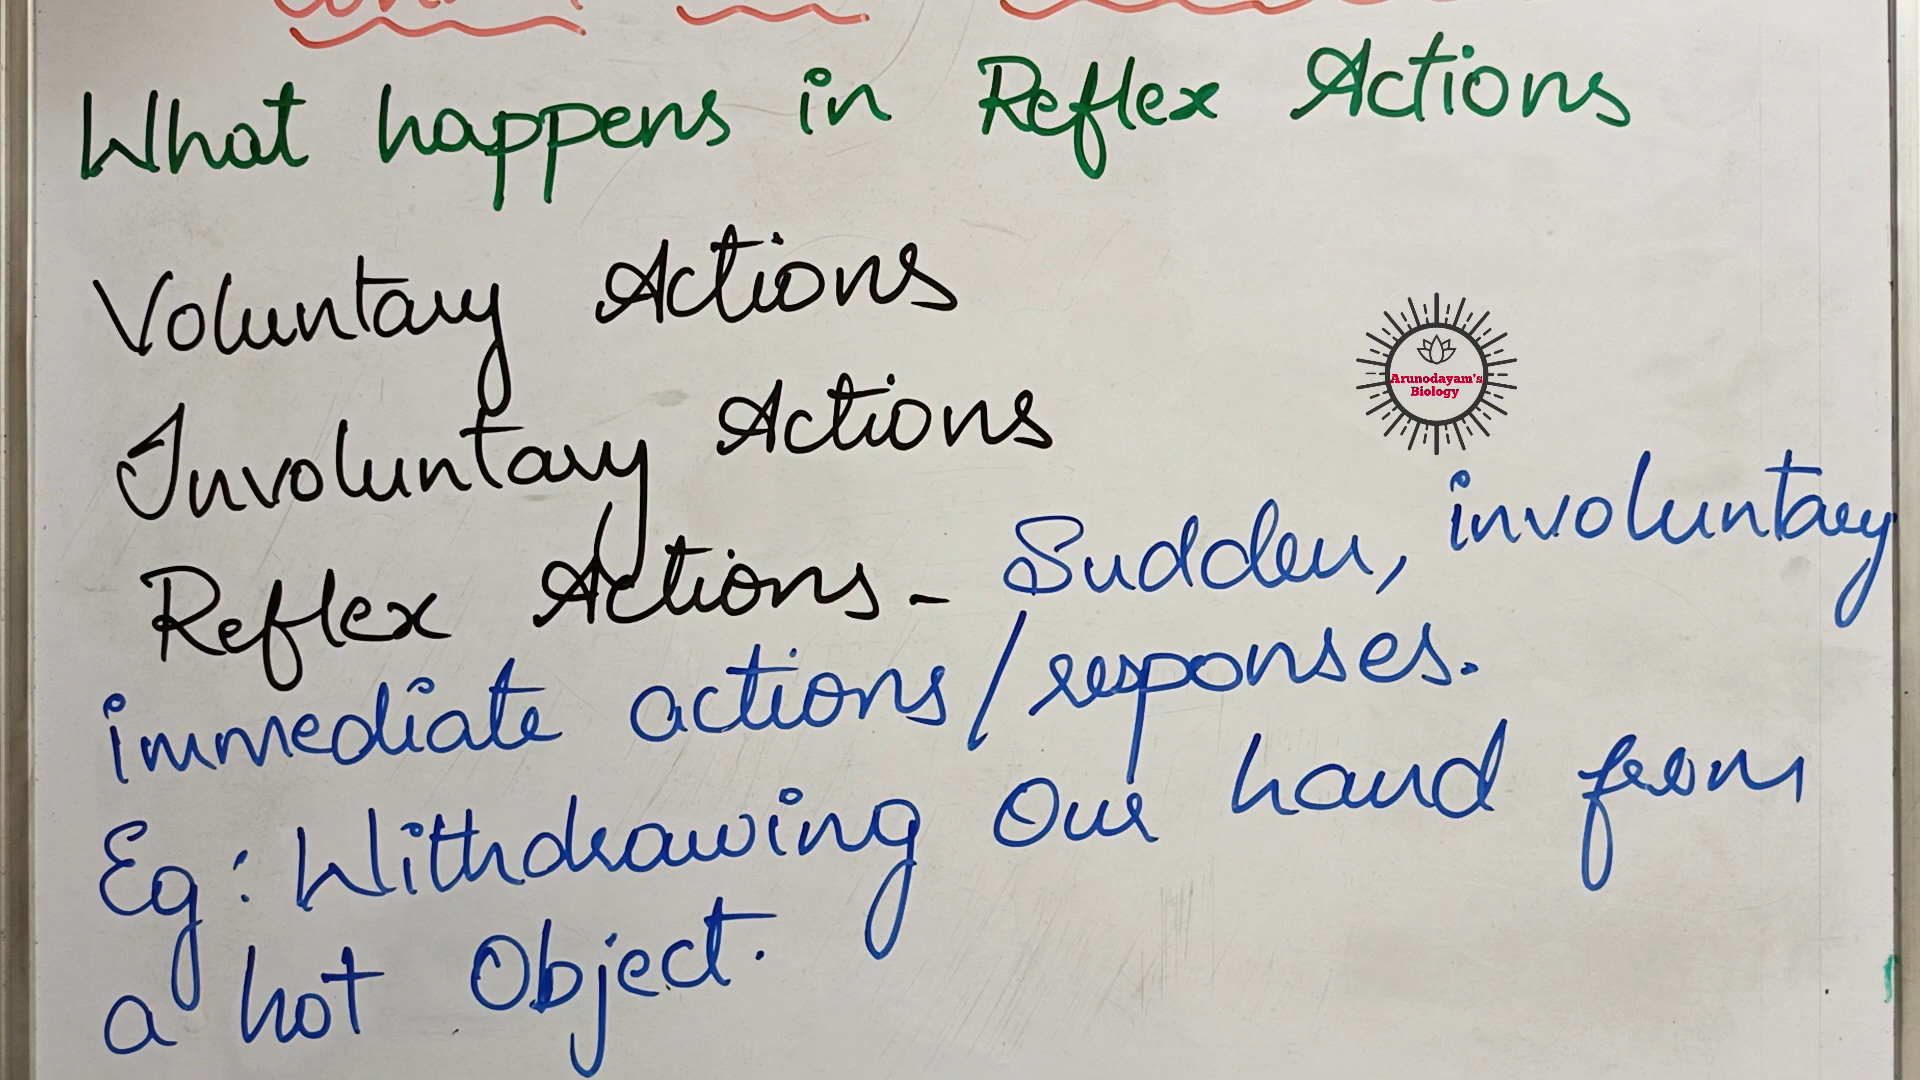 What happens in Reflex Actions
Voluntary Actions
Arunodayam's
Biology
Involuntary Actions
Reflex Actions - Sudden, involuntary
immediate actions/responses.
Eg: Withdrawing Our hand from
a hot Object.